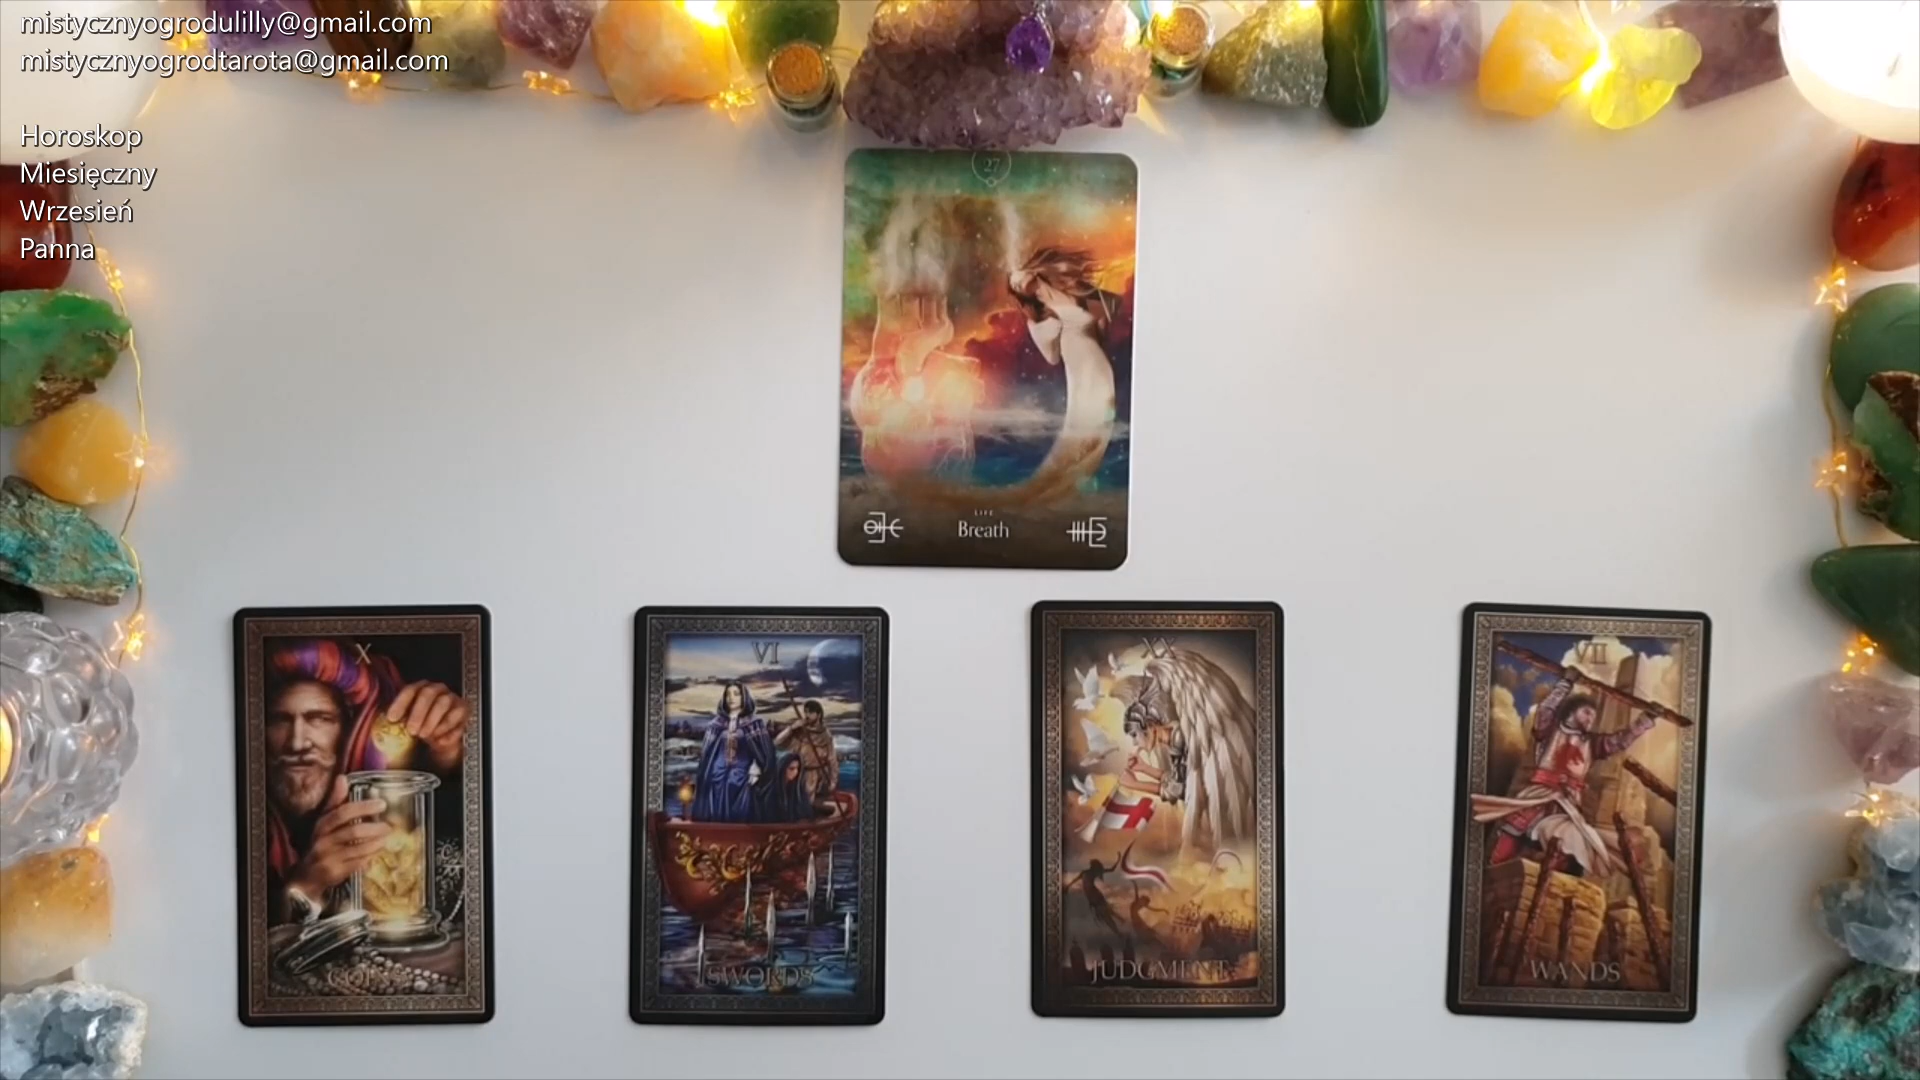 mistycznyogrodulilly@gmail.com
mistycznyogrodtarota@gmail.com
Horoskop
Miesięczny
Wrzesień
Panna
27
LIFE
Breath
X
COINS
VI
SWORDS
XX
JUDGMENT
VII
WANDS